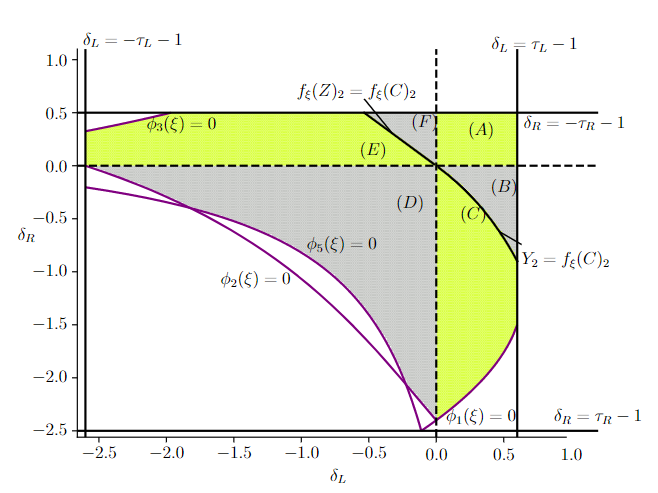 δ_L = −τ_L − 1
δ_L = τ_L − 1
1.0
f_ξ(Z)_2 = f_ξ(C)_2
0.5
ϕ_3(ξ) = 0
(F)
(A)
δ_R = −τ_R − 1
(E)
0.0
(B)
(D)
(C)
−0.5
δ_R
ϕ_5(ξ) = 0
Y_2 = f_ξ(C)_2
−1.0
ϕ_2(ξ) = 0
−1.5
−2.0
ϕ_1(ξ) = 0
δ_R = τ_R − 1
−2.5
−2.5 −2.0 −1.5 −1.0 −0.5 0.0 0.5 1.0
δ_L